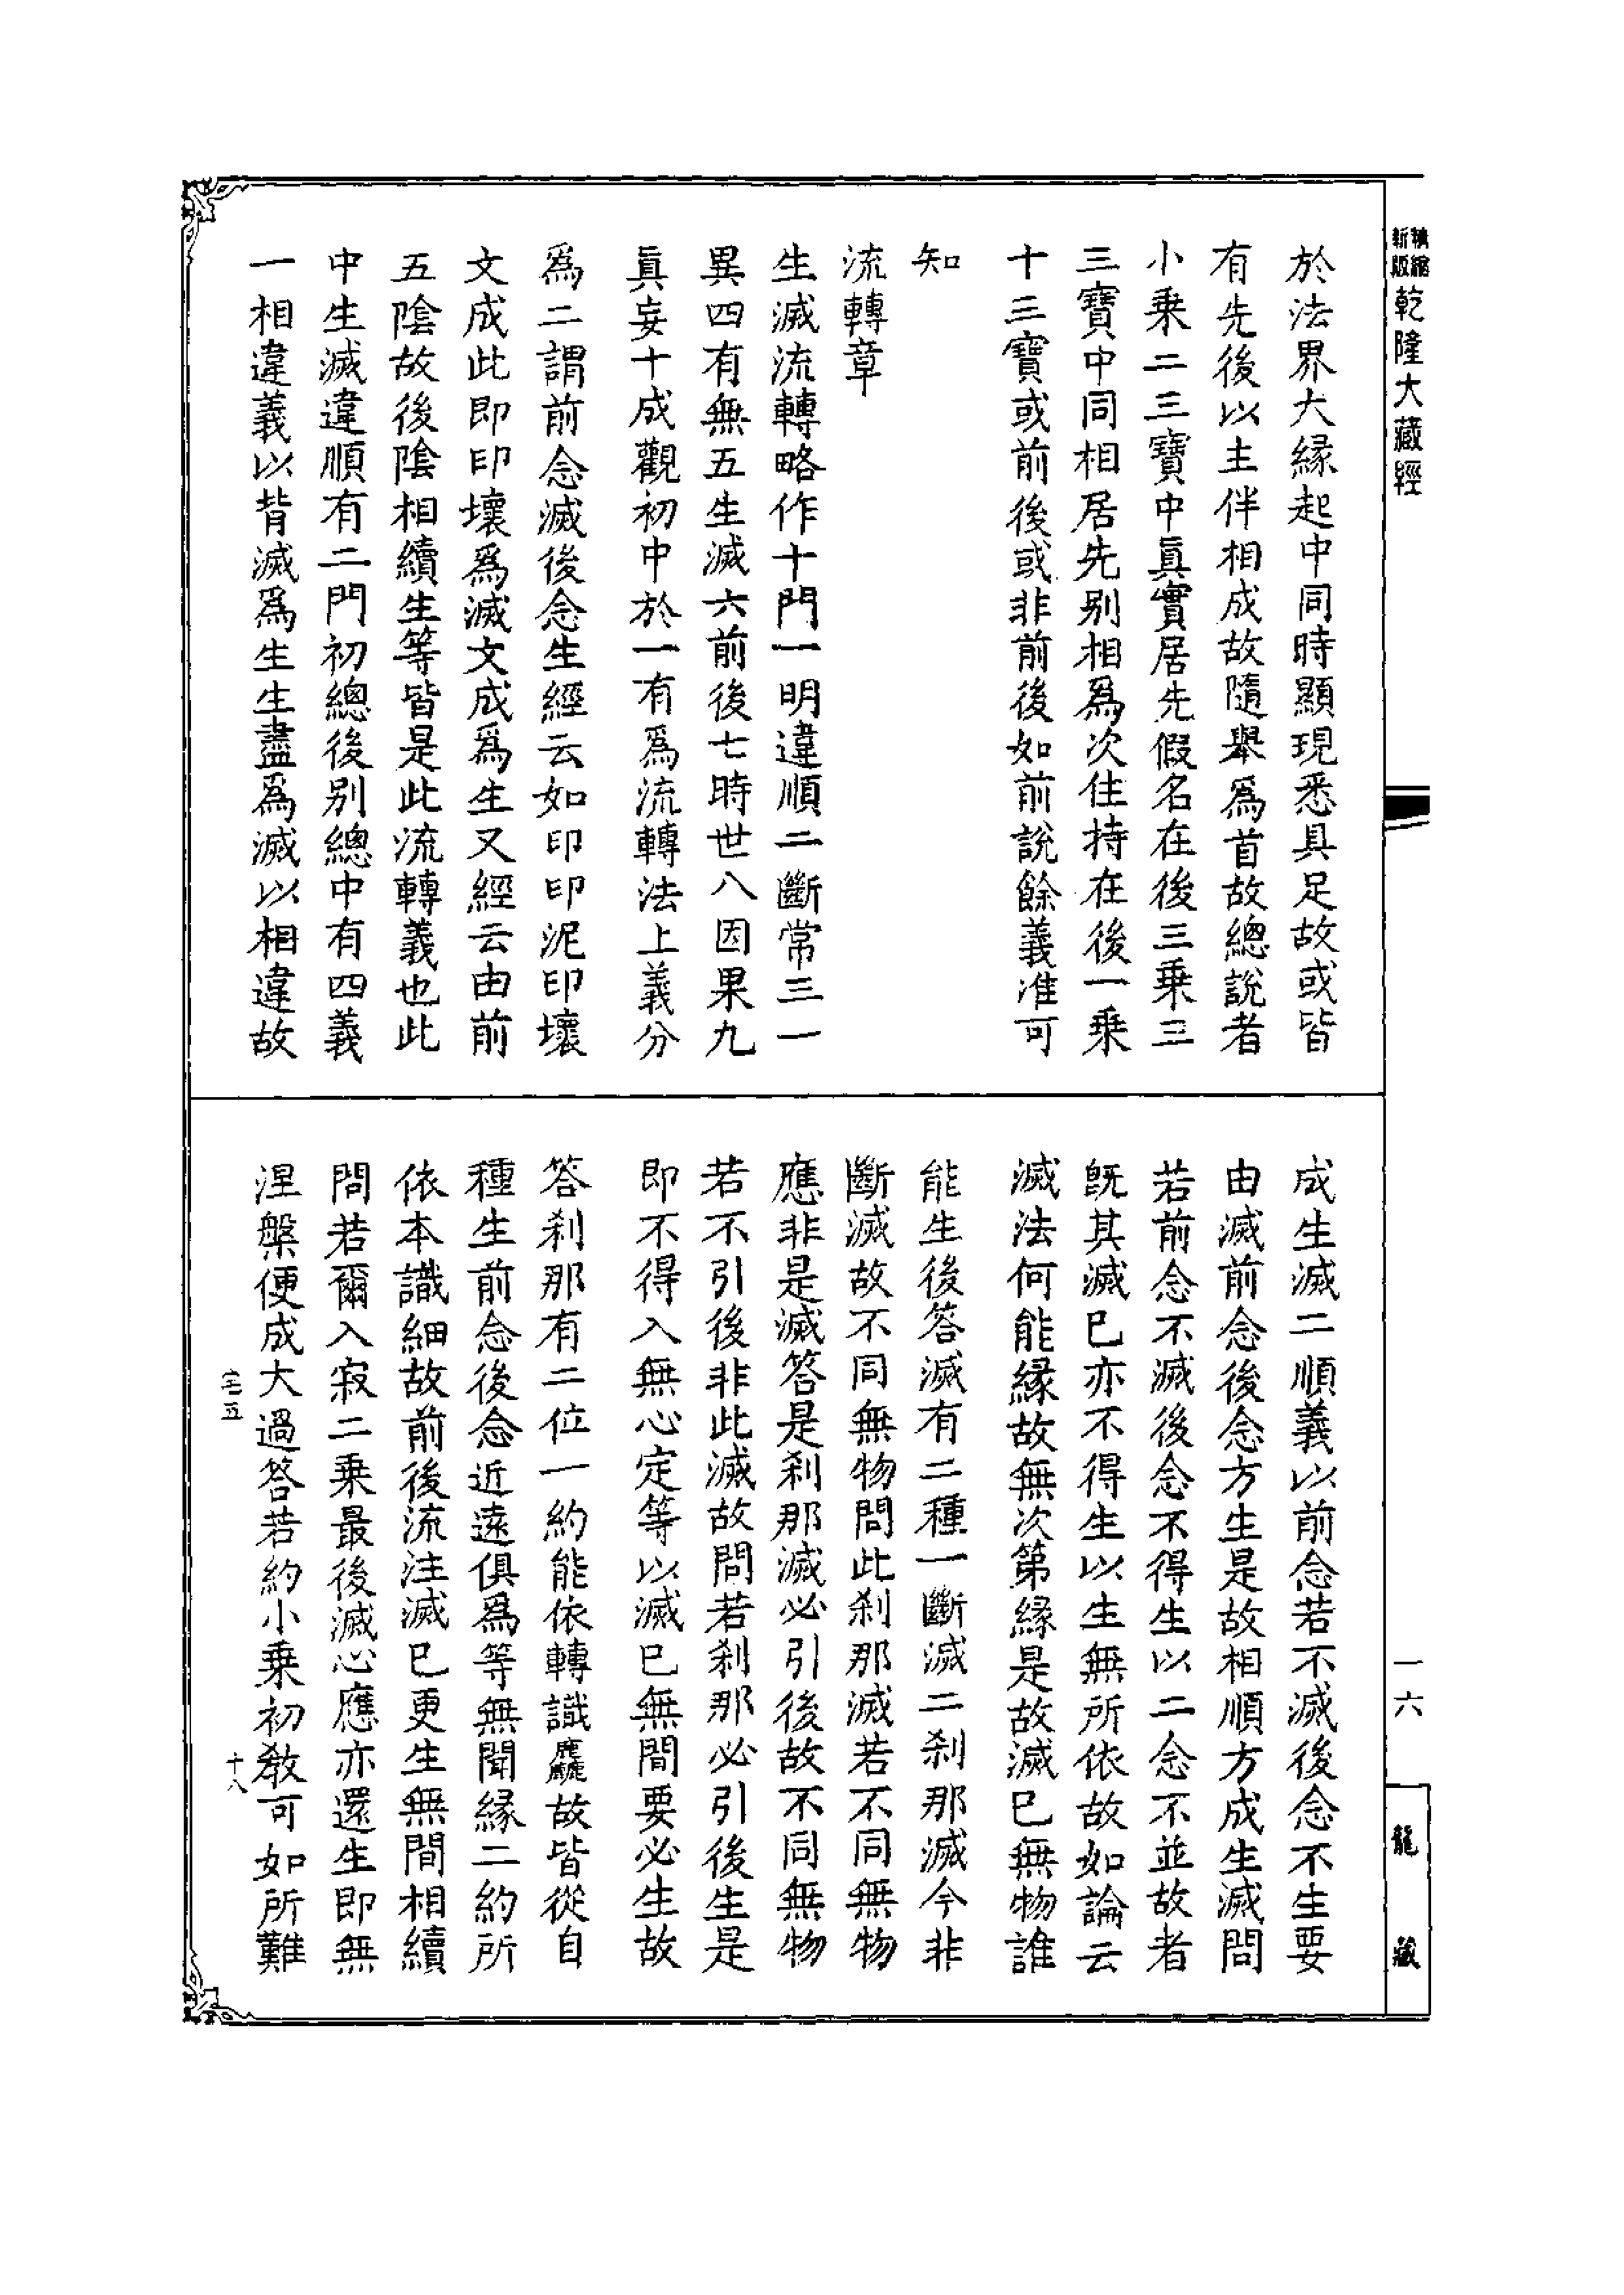 新版精縮
乾隆大藏經
一六
龍藏
於法界大緣起中同時顯現悉具足故或皆
有先後以主伴相成故隨舉爲首故總說者
小乘二三寶中眞實居先假名在後三乘三
三寶中同相居先别相爲次住持在後一乘
十三寶或前後或非前後如前說餘義准可
知
流轉章
生滅流轉略作十門一明違順二斷常三一
異四有無五生滅六前後七時世八因果九
眞妄十成觀初中於一有爲流轉法上義分
爲二謂前念滅後念生經云如印印泥印壞
文成此即印壞爲滅文成爲生又經云由前
五陰故後陰相續生等皆是此流轉義也此
中生滅違順有二門初總後别總中有四義
一相違義以背滅爲生生盡爲滅以相違故
成生滅二順義以前念若不滅後念不生要
由滅前念後念方生是故相順方成生滅問
若前念不滅後念不得生以二念不並故者
旣其滅已亦不得生以生無所依故如論云
滅法何能緣故無次第緣是故滅已無物誰
能生後答滅有二種一斷滅二刹那滅今非
斷滅故不同無物問此刹那滅若不同無物
應非是滅答是刹那滅必引後故不同無物
若不引後非此滅故問若刹那必引後生是
即不得入無心定等以滅已無間要必生故
答刹那有二位一約能依轉識麤故皆從自
種生前念後念近遠俱爲等無間緣二約所
依本識細故前後流注滅已更生無間相續
問若爾入寂二乘最後滅心應亦還生即無
涅槃便成大過答若約小乘初教可如所難
宅五
十八